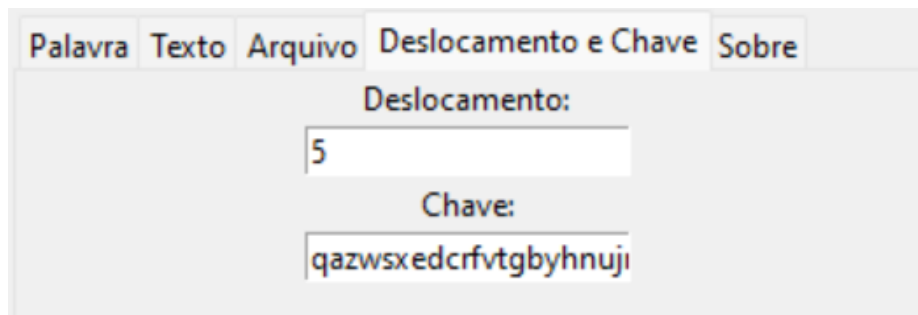 Palavra Texto Arquivo Deslocamento e Chave Sobre
Deslocamento:
5
Chave:
qazwsxedcrfvtgbyhnuj